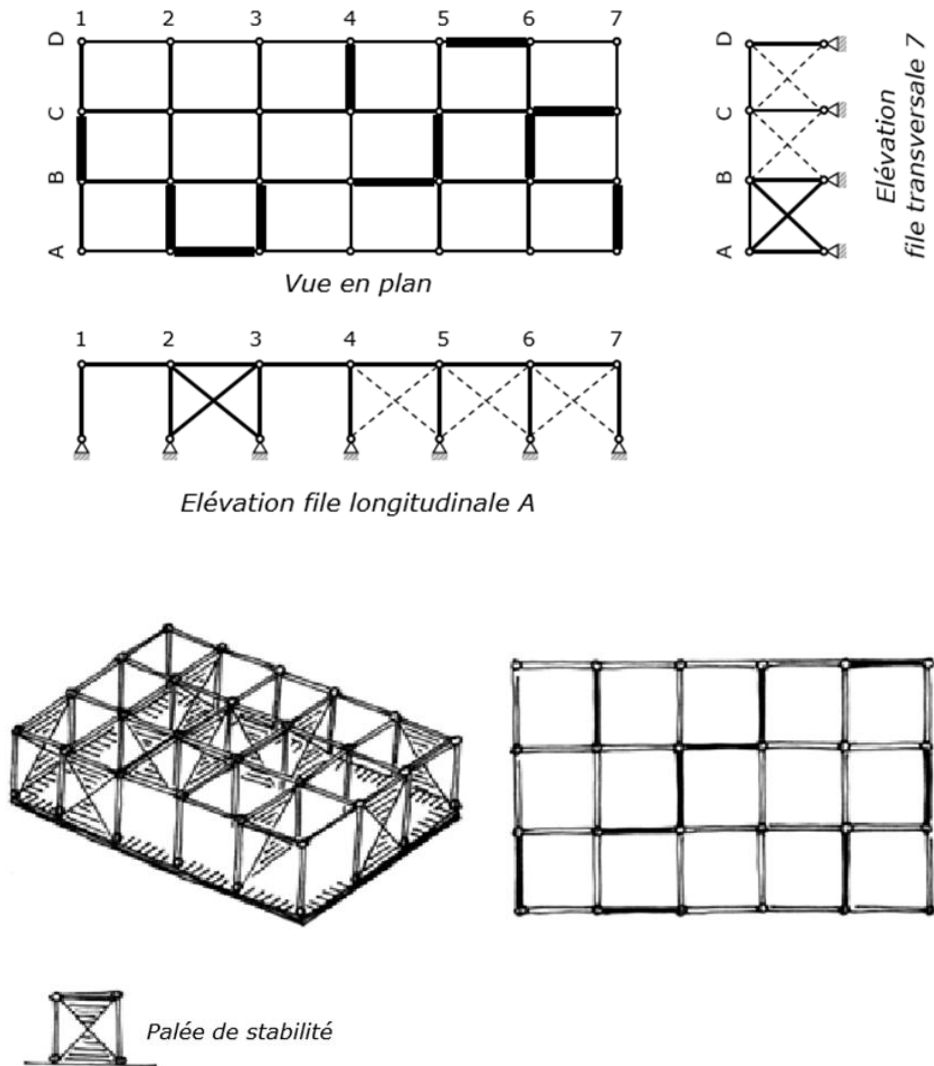 1 2 3 4 5 6 7
D
C
B
A
Vue en plan
D
C
B
A
Elévation
file transversale 7
1 2 3 4 5 6 7
Elévation file longitudinale A
Palée de stabilité